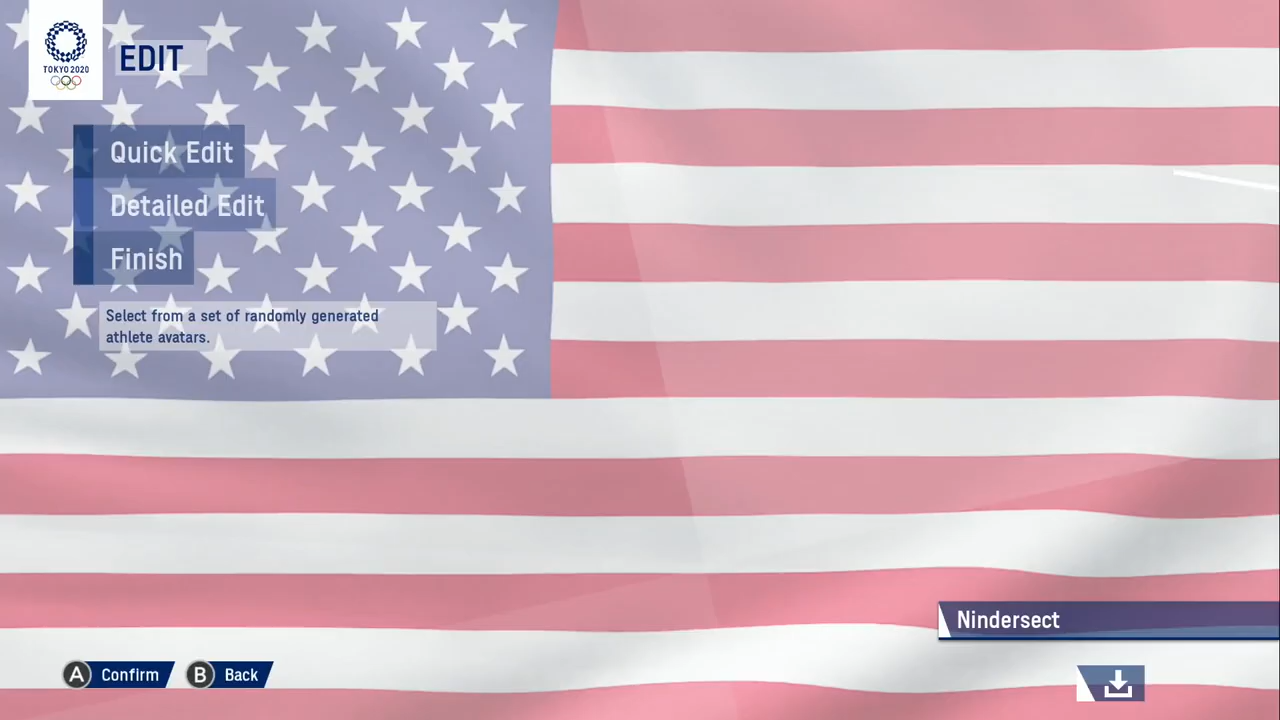 TOKYO 2020
EDIT
Quick Edit
Detailed Edit
Finish
Select from a set of randomly generated
athlete avatars.
Nindersect
A Confirm B Back